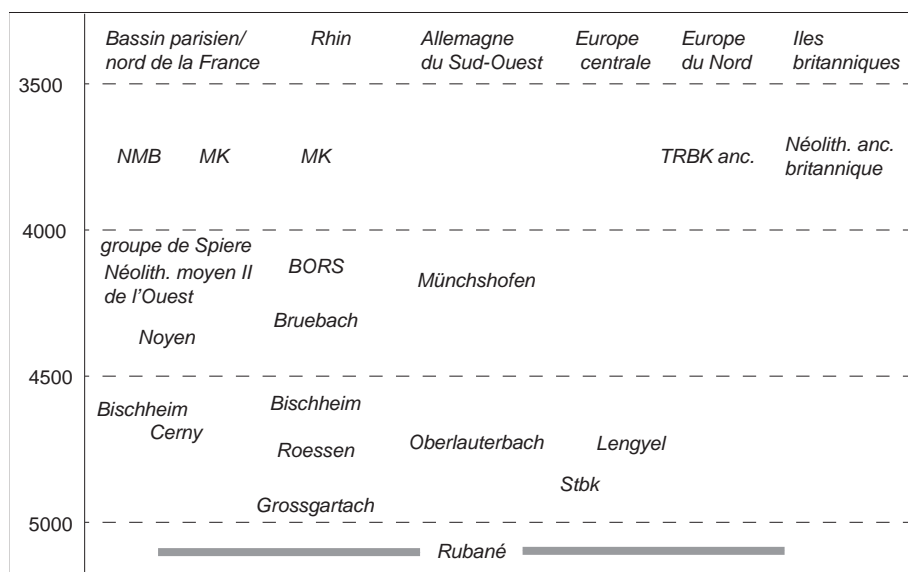 Bassin parisien/ Rhin Allemagne Europe Europe Iles
nord de la France du Sud-Ouest centrale du Nord britanniques
3500
NMB MK MK TRBK anc. Néolith. anc.
britannique
4000
groupe de Spiere
Néolith. moyen II BORS Münchshofen
de l'Ouest
Bruebach
Noyen
4500
Bischheim Bischheim
Cerny
Roessen Oberlauterbach Lengyel
Stbk
Grossgartach
5000
Rubané